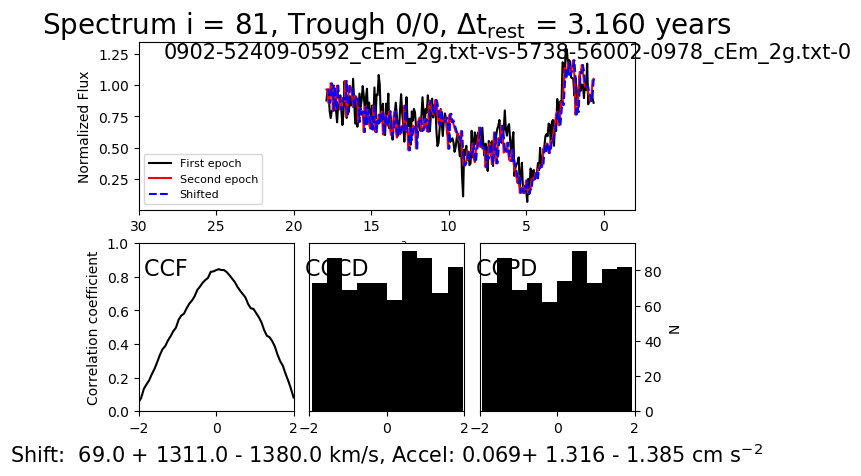 Spectrum i = 81, Trough 0/0, Δt_rest = 3.160 years
0902-52409-0592_cEm_2g.txt-vs-5738-56002-0978_cEm_2g.txt-0
Normalized Flux
1.25
1.00
0.75
0.50
0.25
First epoch
Second epoch
Shifted
30 25 20 15 10 5 0
Correlation coefficient
1.0
0.8
0.6
0.4
0.2
0.0
CCF
CCCD
CCPD
80
60
40
20
0
N
−2 0 2
−2 0 2
−2 0 2
Shift: 69.0 + 1311.0 - 1380.0 km/s, Accel: 0.069+ 1.316 - 1.385 cm s⁻²